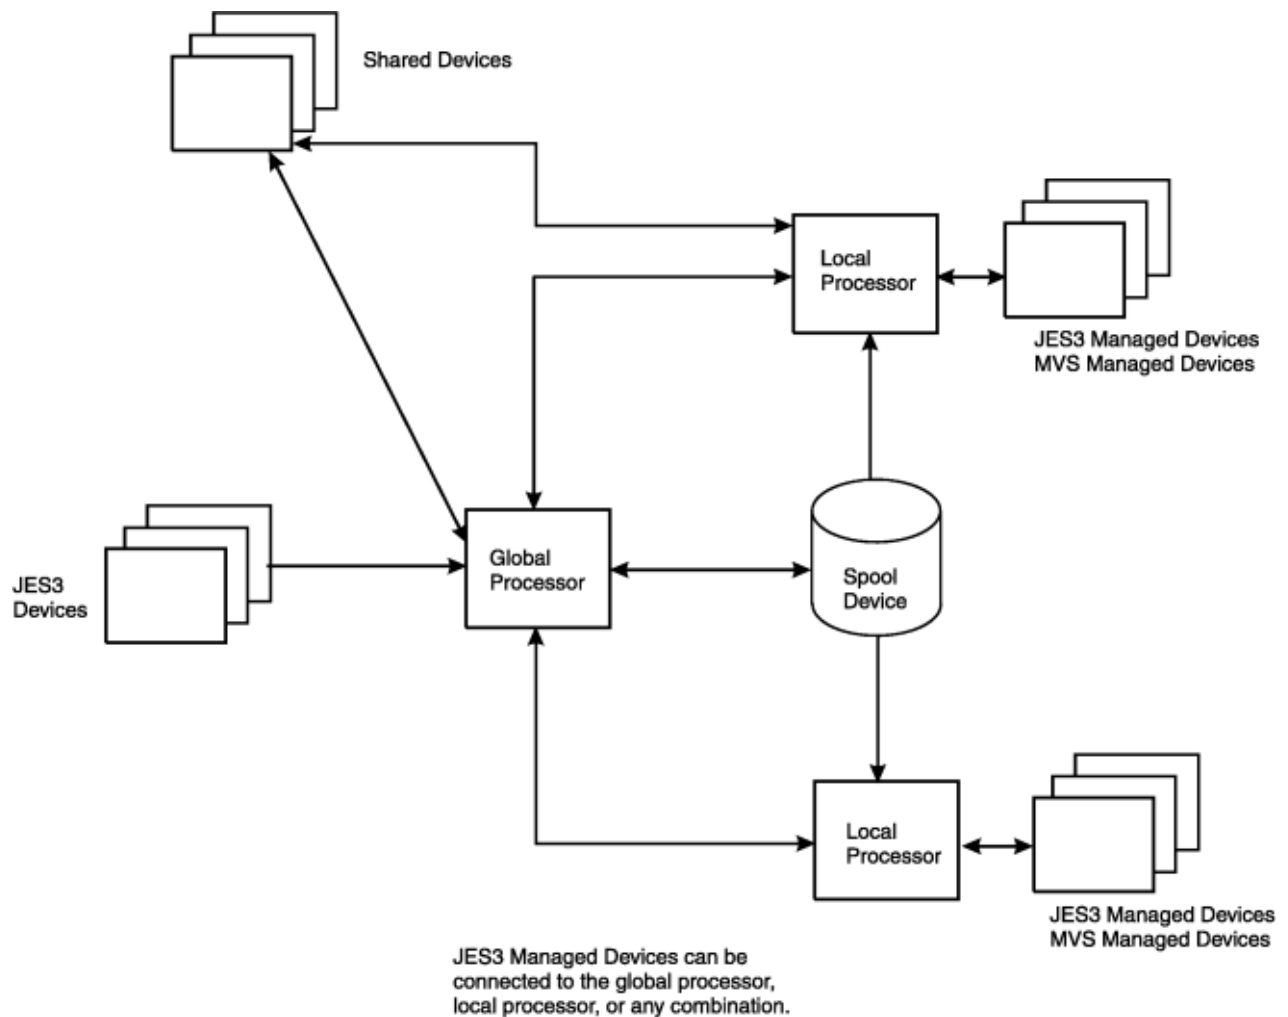 Shared Devices
Local
Processor
JES3 Managed Devices
MVS Managed Devices
JES3
Devices
Global
Processor
Spool
Device
Local
Processor
JES3 Managed Devices
MVS Managed Devices
JES3 Managed Devices can be
connected to the global processor,
local processor, or any combination.